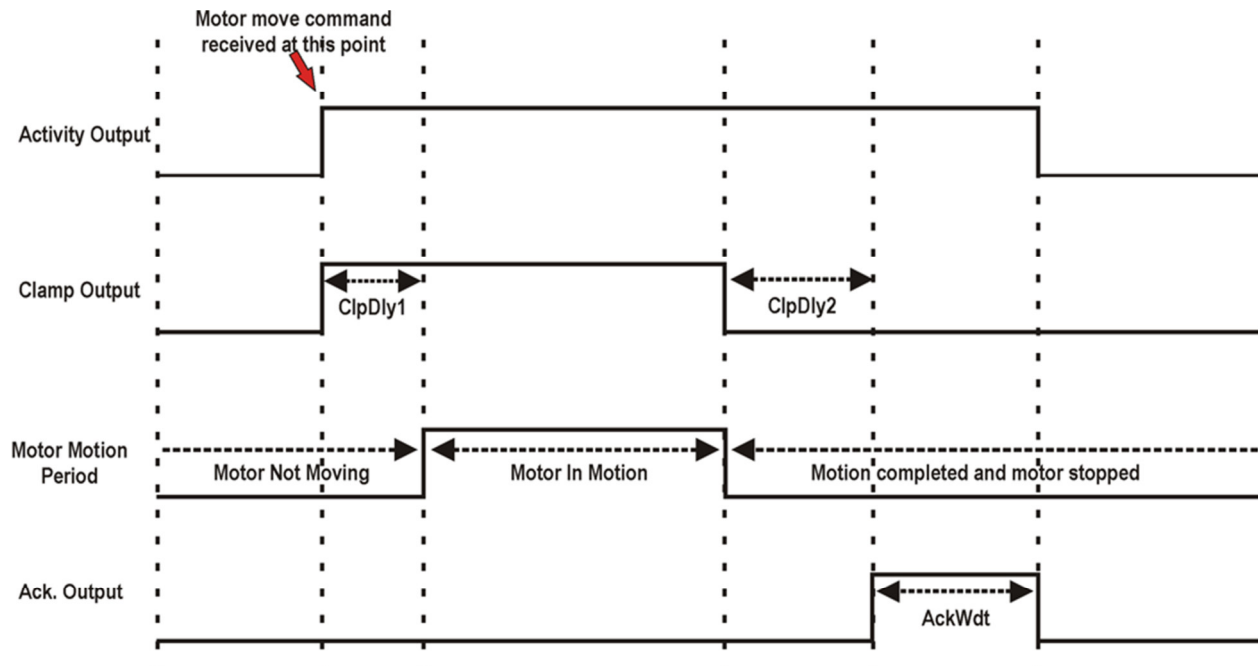 Motor move command
received at this point
Activity Output
Clamp Output
ClpDly1
ClpDly2
Motor Motion
Period
Motor Not Moving
Motor In Motion
Motion completed and motor stopped
Ack. Output
AckWdt